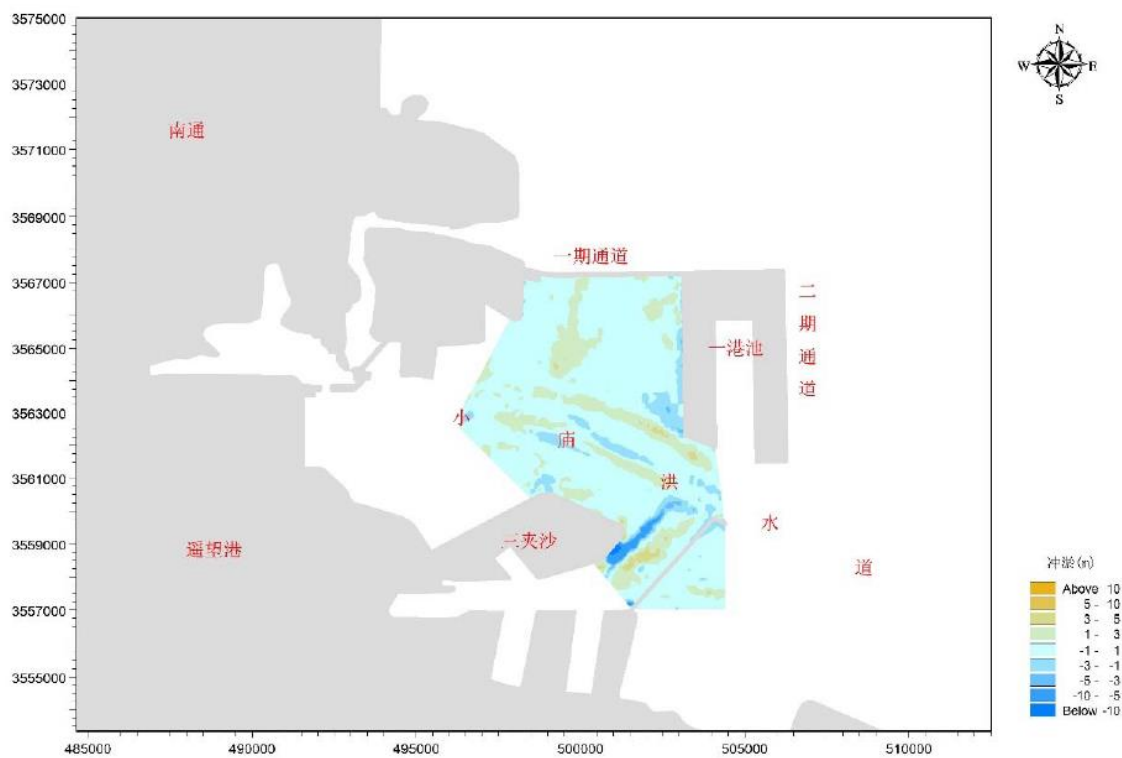 3575000
3573000
3571000
3569000
3567000
3565000
3563000
3561000
3559000
3557000
3555000
485000 490000 495000 500000 505000 510000
N
W E
S
南通
一期通道
二期通道
一港池
小庙洪水道
三夹沙
遥望港
冲淤(m)
Above 10
5 - 10
3 - 5
1 - 3
-1 - 1
-3 - -1
-5 - -3
-10 - -5
Below -10